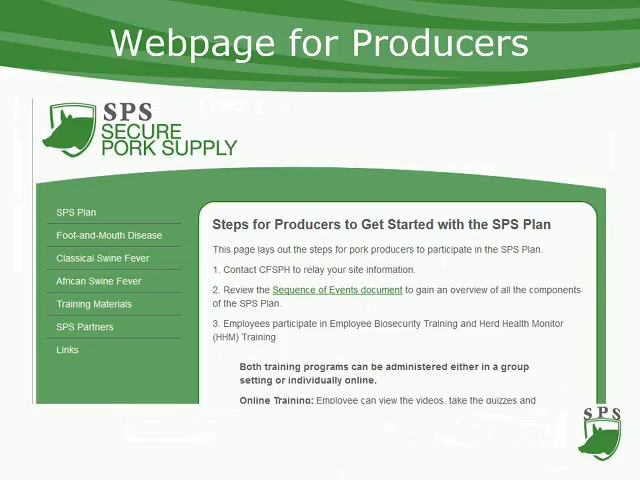 Webpage for Producers
SPS
SECURE
PORK SUPPLY
SPS Plan
Foot-and-Mouth Disease
Classical Swine Fever
African Swine Fever
Training Materials
SPS Partners
Links
Steps for Producers to Get Started with the SPS Plan
This page lays out the steps for pork producers to participate in the SPS Plan.
1. Contact CFSPH to relay your site information.
2. Review the Sequence of Events document to gain an overview of all the components
of the SPS Plan.
3. Employees participate in Employee Biosecurity Training and Herd Health Monitor
(HHM) Training
Both training programs can be administered either in a group
setting or individually online.
Online Training: Employee can view the videos, take the quizzes and
SPS